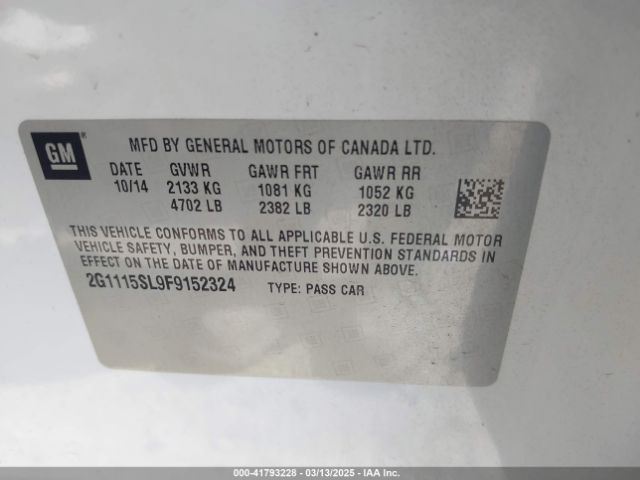 GM®
MFD BY GENERAL MOTORS OF CANADA LTD.
DATE GVWR GAWR FRT GAWR RR
10/14 2133 KG 1081 KG 1052 KG
4702 LB 2382 LB 2320 LB
THIS VEHICLE CONFORMS TO ALL APPLICABLE U.S. FEDERAL MOTOR
VEHICLE SAFETY, BUMPER, AND THEFT PREVENTION STANDARDS IN
EFFECT ON THE DATE OF MANUFACTURE SHOWN ABOVE.
2G1115SL9F9152324 TYPE: PASS CAR
000-41793228 - 03/13/2025 - IAA Inc.